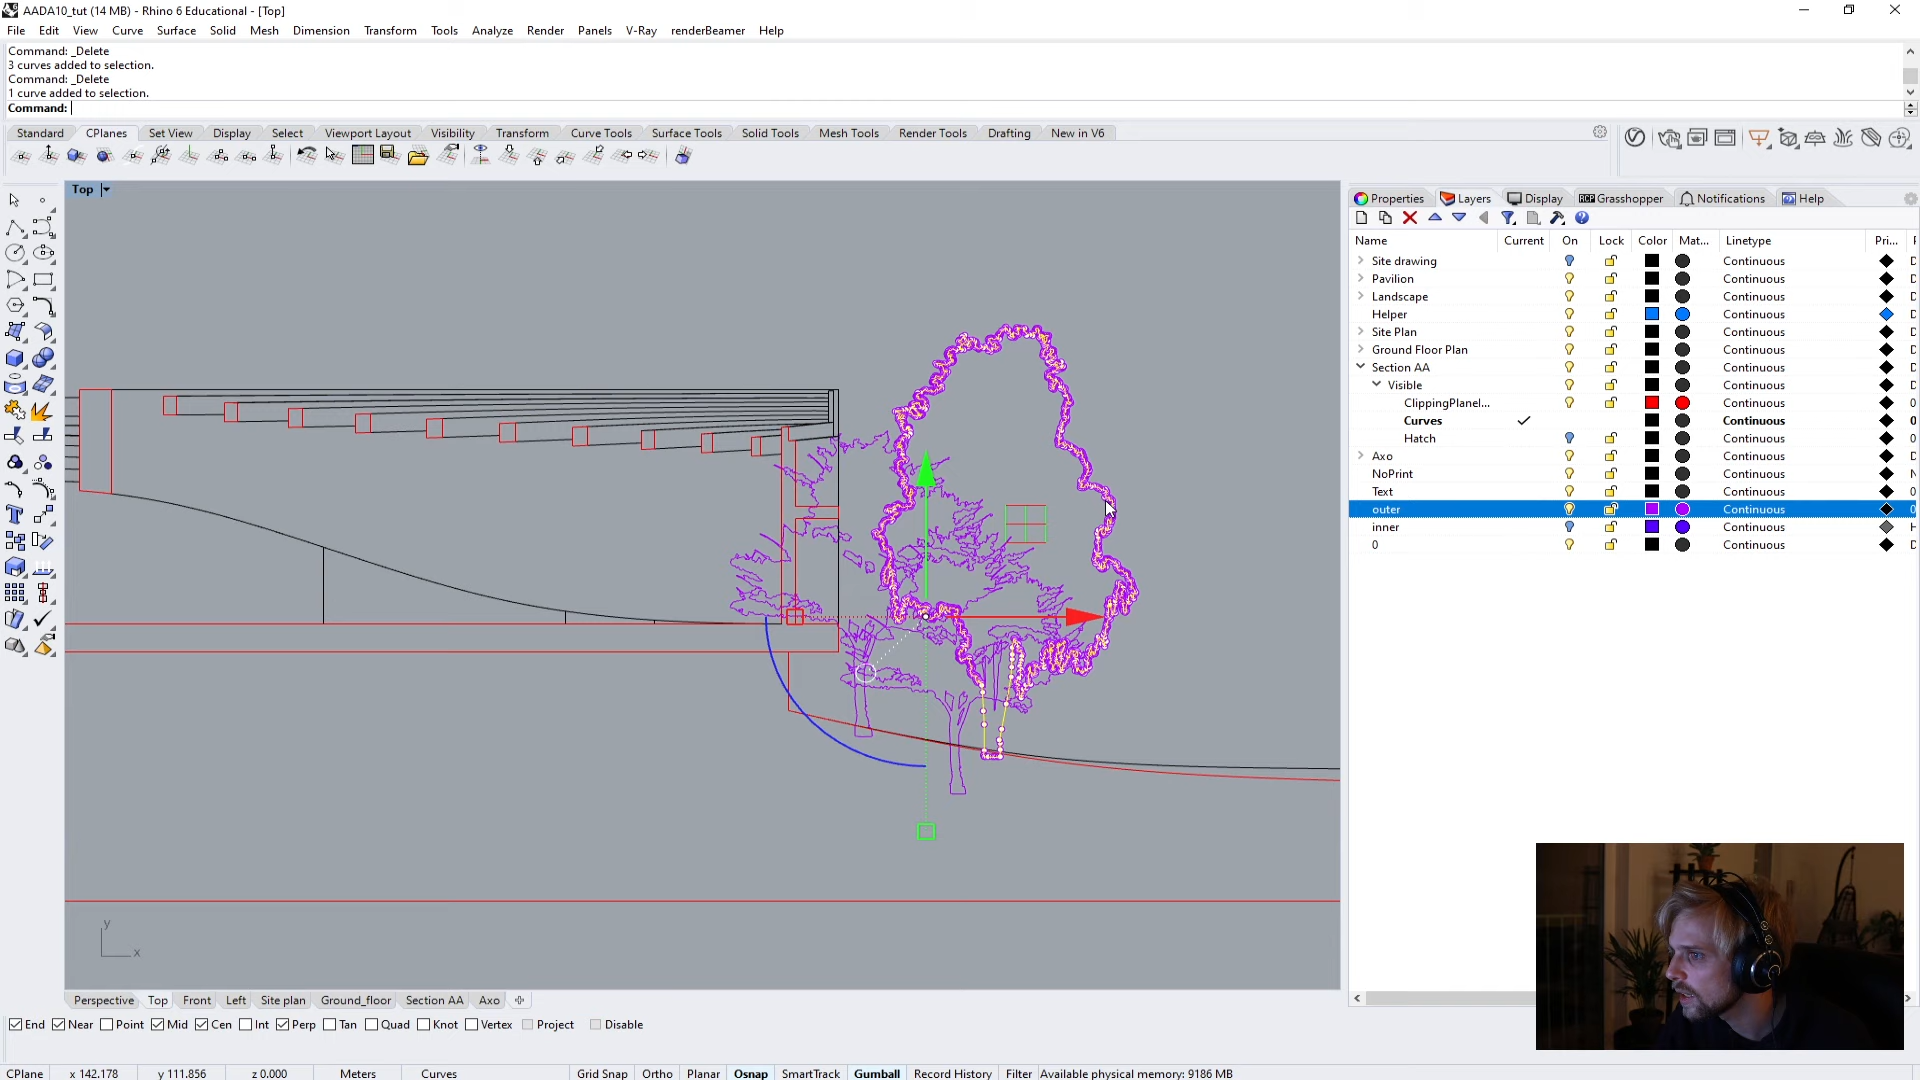 AADA10_tut (14 MB) - Rhino 6 Educational - [Top]
File Edit View Curve Surface Solid Mesh Dimension Transform Tools Analyze Render Panels V-Ray renderBeamer Help
Command: _Delete
3 curves added to selection.
Command: _Delete
1 curve added to selection.
Command:
Standard CPlanes Set View Display Select Viewport Layout Visibility Transform Curve Tools Surface Tools Solid Tools Mesh Tools Render Tools Drafting New in V6
Top
Properties Layers Display Grasshopper Notifications Help
Name Current On Lock Color Mat... Linetype Pri...
Site drawing Continuous
Pavilion Continuous
Landscape Continuous
Helper Continuous
Site Plan Continuous
Ground Floor Plan Continuous
Section AA Continuous
Visible Continuous
ClippingPlaneI... Continuous
Curves Continuous
Hatch Continuous
Axo Continuous
NoPrint Continuous
Text Continuous
outer Continuous
inner Continuous
0 Continuous
y
x
Perspective Top Front Left Site plan Ground_floor Section AA Axo
End Near Point Mid Cen Int Perp Tan Quad Knot Vertex Project Disable
CPlane x 142.178 y 111.856 z 0.000 Meters Curves Grid Snap Ortho Planar Osnap SmartTrack Gumball Record History Filter Available physical memory: 9186 MB